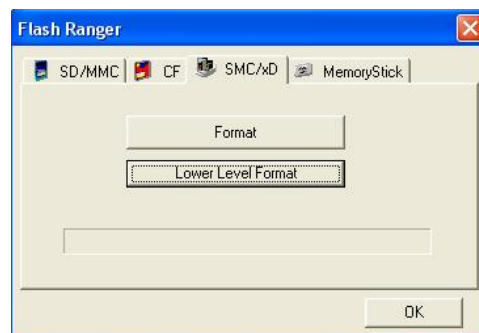 Flash Ranger
SD/MMC CF SMC/xD MemoryStick
Format
Lower Level Format
OK